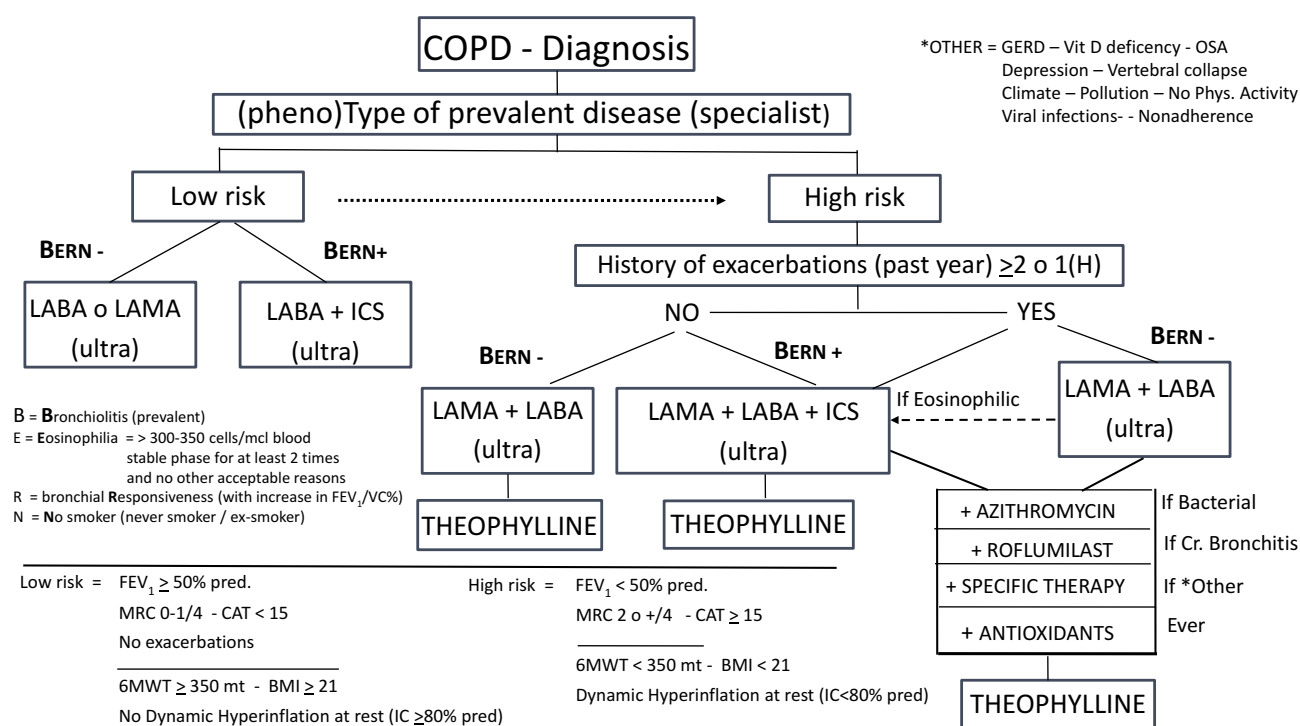 COPD - Diagnosis
*OTHER = GERD – Vit D deficency - OSA
Depression – Vertebral collapse
Climate – Pollution – No Phys. Activity
Viral infections- - Nonadherence
(pheno)Type of prevalent disease (specialist)
Low risk
High risk
BERN -
BERN+
History of exacerbations (past year) ≥2 o 1(H)
LABA o LAMA
(ultra)
LABA + ICS
(ultra)
NO
YES
BERN -
BERN +
BERN -
LAMA + LABA
(ultra)
LAMA + LABA + ICS
(ultra)
If Eosinophilic
LAMA + LABA
(ultra)
B = Bronchiolitis (prevalent)
E = Eosinophilia = > 300-350 cells/mcl blood
stable phase for at least 2 times
and no other acceptable reasons
R = bronchial Responsiveness (with increase in FEV₁/VC%)
N = No smoker (never smoker / ex-smoker)
THEOPHYLLINE
THEOPHYLLINE
+ AZITHROMYCIN If Bacterial
+ ROFLUMILAST If Cr. Bronchitis
+ SPECIFIC THERAPY If *Other
+ ANTIOXIDANTS Ever
THEOPHYLLINE
Low risk = FEV₁ ≥ 50% pred.
MRC 0-1/4 - CAT < 15
No exacerbations
6MWT ≥ 350 mt - BMI ≥ 21
No Dynamic Hyperinflation at rest (IC ≥80% pred)
High risk = FEV₁ < 50% pred.
MRC 2 o +/4 - CAT ≥ 15
6MWT < 350 mt - BMI < 21
Dynamic Hyperinflation at rest (IC<80% pred)